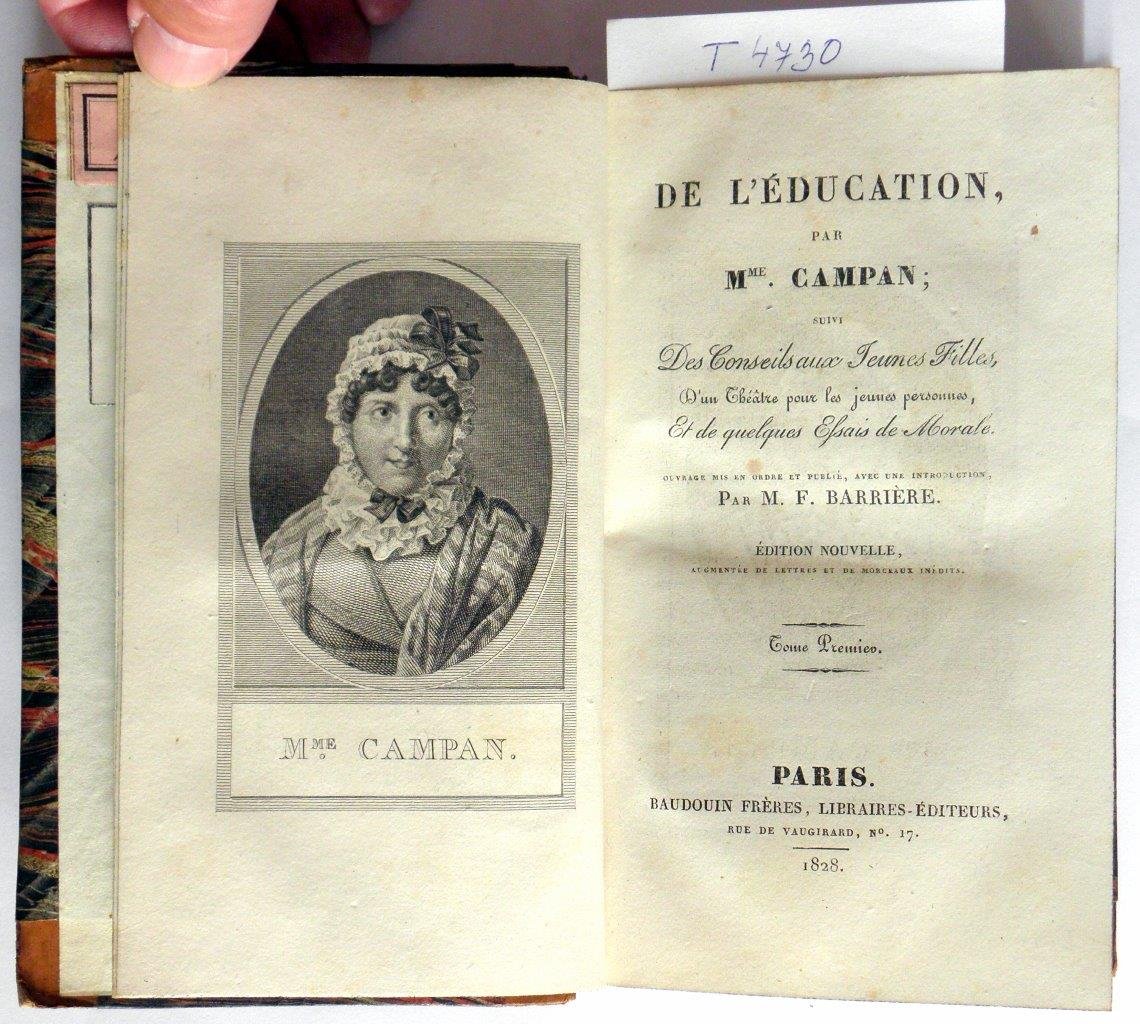 T 4730
MME. CAMPAN.
DE L'ÉDUCATION,
PAR
MME. CAMPAN;
SUIVI
Des Conseils aux Jeunes Filles,
D'un Théâtre pour les jeunes personnes,
Et de quelques Essais de Morale.
OUVRAGE MIS EN ORDRE ET PUBLIÉ, AVEC UNE INTRODUCTION,
PAR M. F. BARRIÈRE.
ÉDITION NOUVELLE,
AUGMENTÉE DE LETTRES ET DE MORCEAUX INÉDITS.
Tome Premier.
PARIS.
BAUDOUIN FRÈRES, LIBRAIRES-ÉDITEURS,
RUE DE VAUGIRARD, No. 17.
1828.